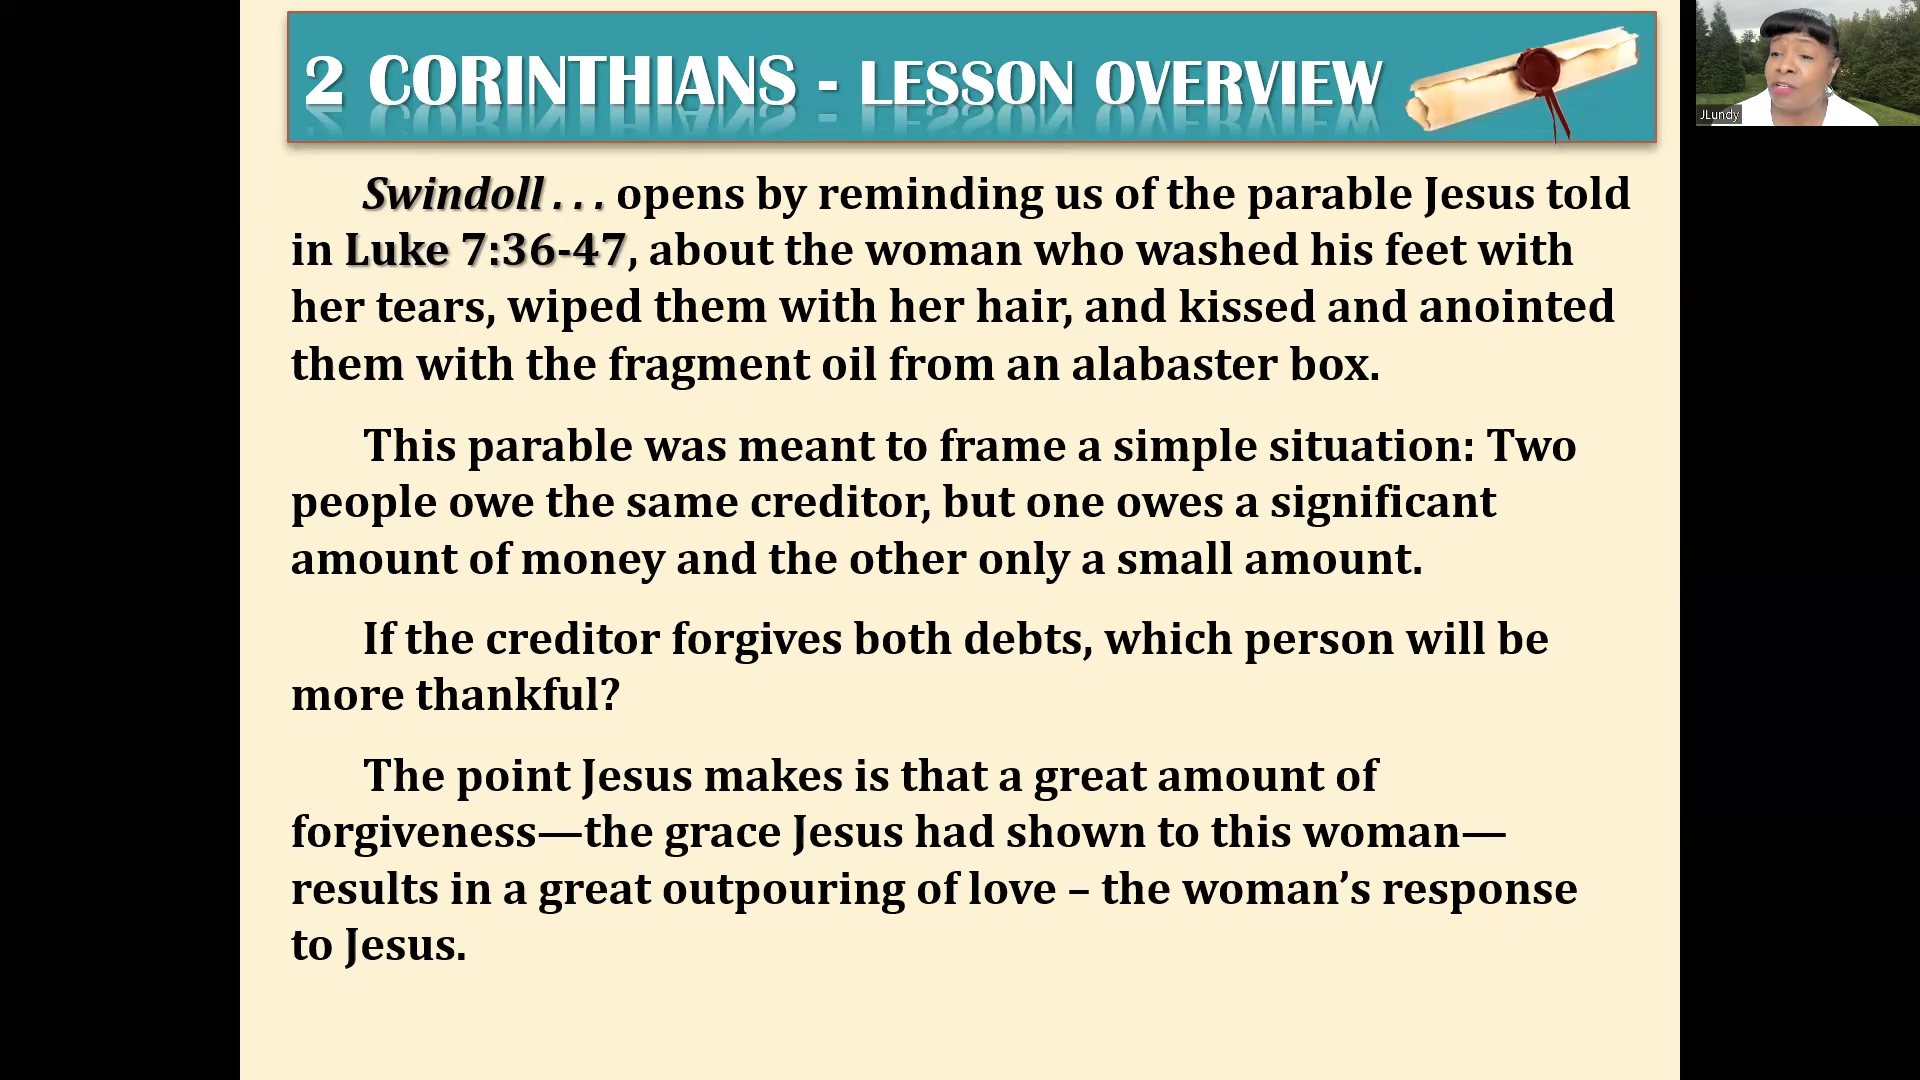 2 CORINTHIANS - LESSON OVERVIEW
JLundy
Swindoll . . . opens by reminding us of the parable Jesus told
in Luke 7:36-47, about the woman who washed his feet with
her tears, wiped them with her hair, and kissed and anointed
them with the fragment oil from an alabaster box.
This parable was meant to frame a simple situation: Two
people owe the same creditor, but one owes a significant
amount of money and the other only a small amount.
If the creditor forgives both debts, which person will be
more thankful?
The point Jesus makes is that a great amount of
forgiveness—the grace Jesus had shown to this woman—
results in a great outpouring of love – the woman’s response
to Jesus.